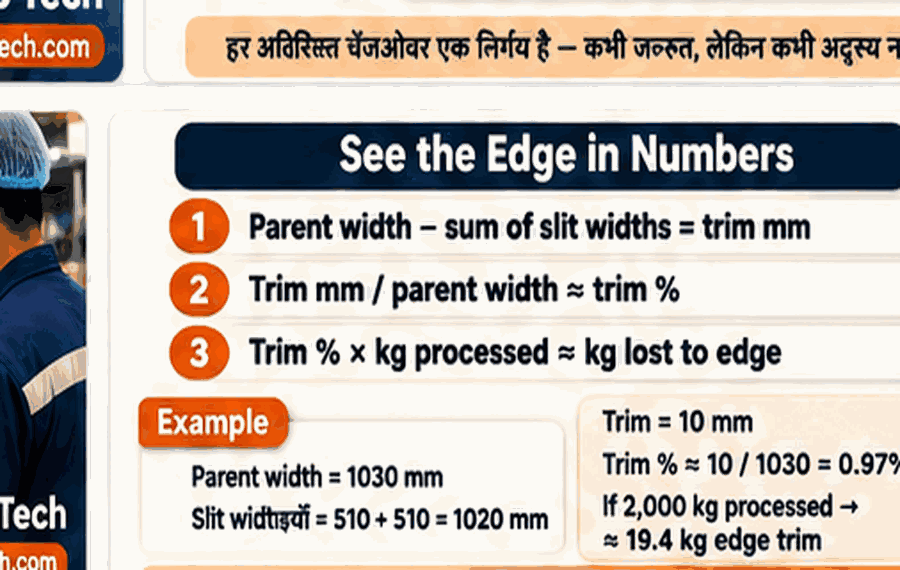 Tech
ech.com
हर अतिरिस्त चेंजओवर एक निर्गय है – कभी जरूत, लेकिन कभी अदुस्य न
See the Edge in Numbers
1 Parent width – sum of slit widths = trim mm
2 Trim mm / parent width ≈ trim %
3 Trim % × kg processed ≈ kg lost to edge
Example
Parent width = 1030 mm
Slit widthइयाँ = 510 + 510 = 1020 mm
Trim = 10 mm
Trim % ≈ 10 / 1030 = 0.97%
If 2,000 kg processed →
≈ 19.4 kg edge trim
Tech
h.com